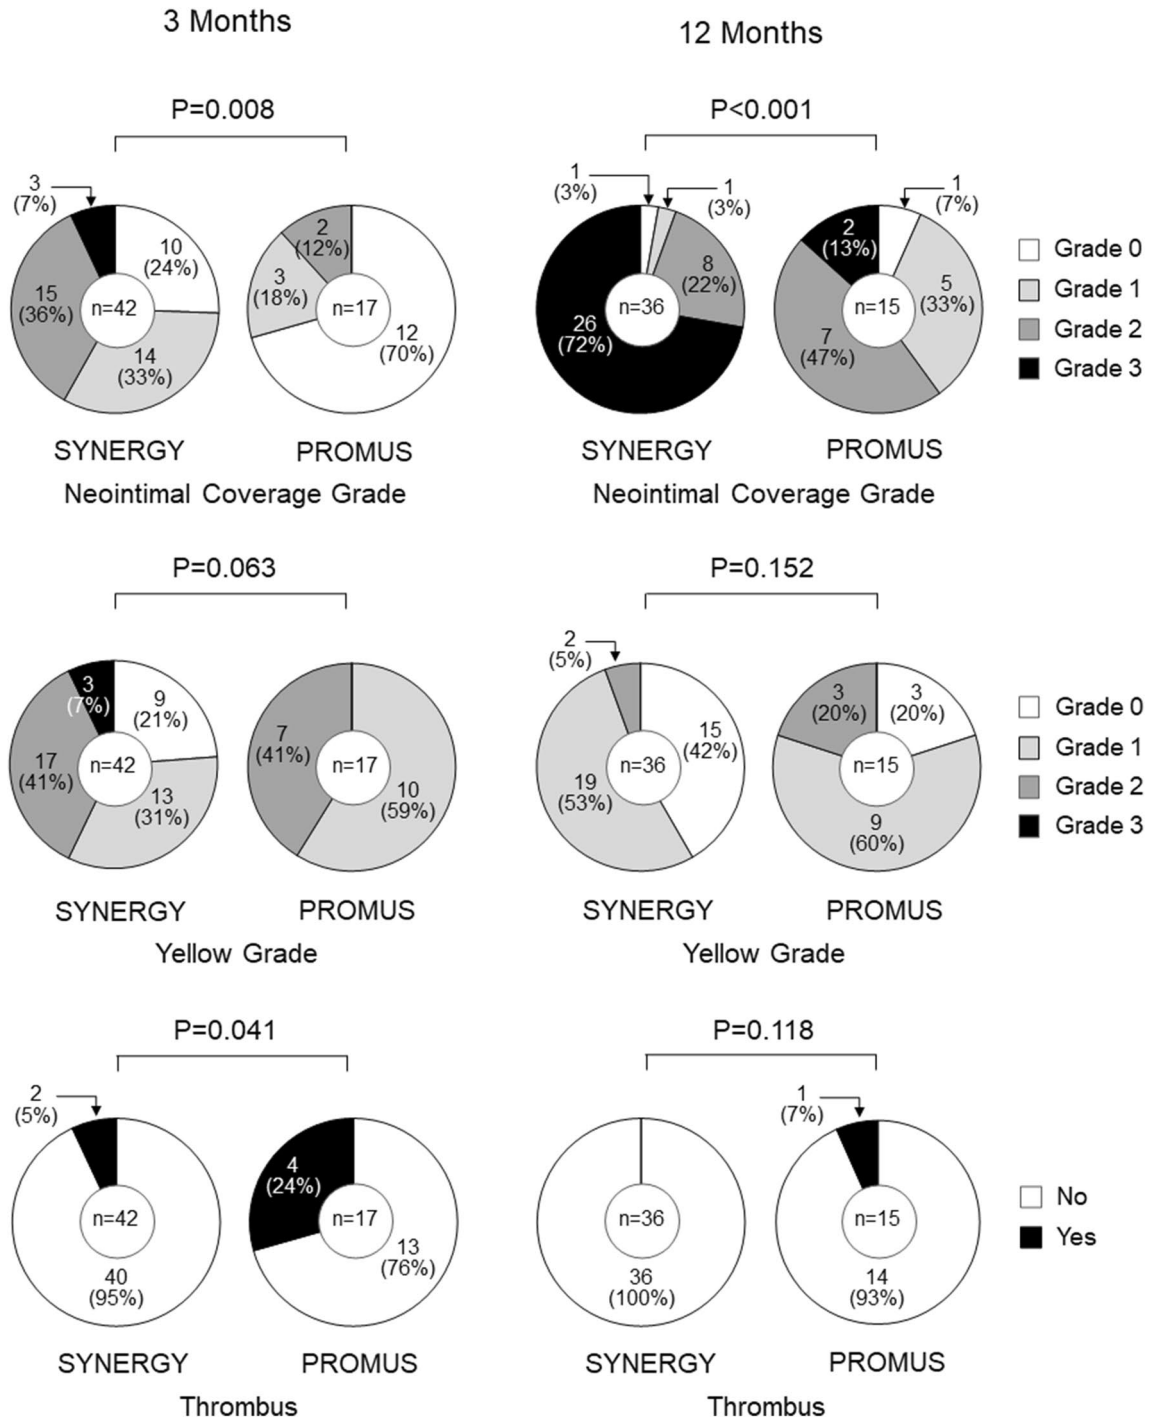 3 Months
12 Months
P=0.008
P<0.001
3
(7%)
10
(24%)
15
(36%)
n=42
14
(33%)
2
(12%)
3
(18%)
n=17
12
(70%)
1
(3%)
1
(3%)
8
(22%)
n=36
26
(72%)
1
(7%)
2
(13%)
5
(33%)
n=15
7
(47%)
Grade 0
Grade 1
Grade 2
Grade 3
SYNERGY
PROMUS
SYNERGY
PROMUS
Neointimal Coverage Grade
Neointimal Coverage Grade
P=0.063
P=0.152
3
(7%)
9
(21%)
17
(41%)
n=42
13
(31%)
7
(41%)
n=17
10
(59%)
2
(5%)
15
(42%)
n=36
19
(53%)
3
(20%)
3
(20%)
n=15
9
(60%)
Grade 0
Grade 1
Grade 2
Grade 3
SYNERGY
PROMUS
SYNERGY
PROMUS
Yellow Grade
Yellow Grade
P=0.041
P=0.118
2
(5%)
n=42
40
(95%)
4
(24%)
n=17
13
(76%)
n=36
36
(100%)
1
(7%)
n=15
14
(93%)
No
Yes
SYNERGY
PROMUS
SYNERGY
PROMUS
Thrombus
Thrombus